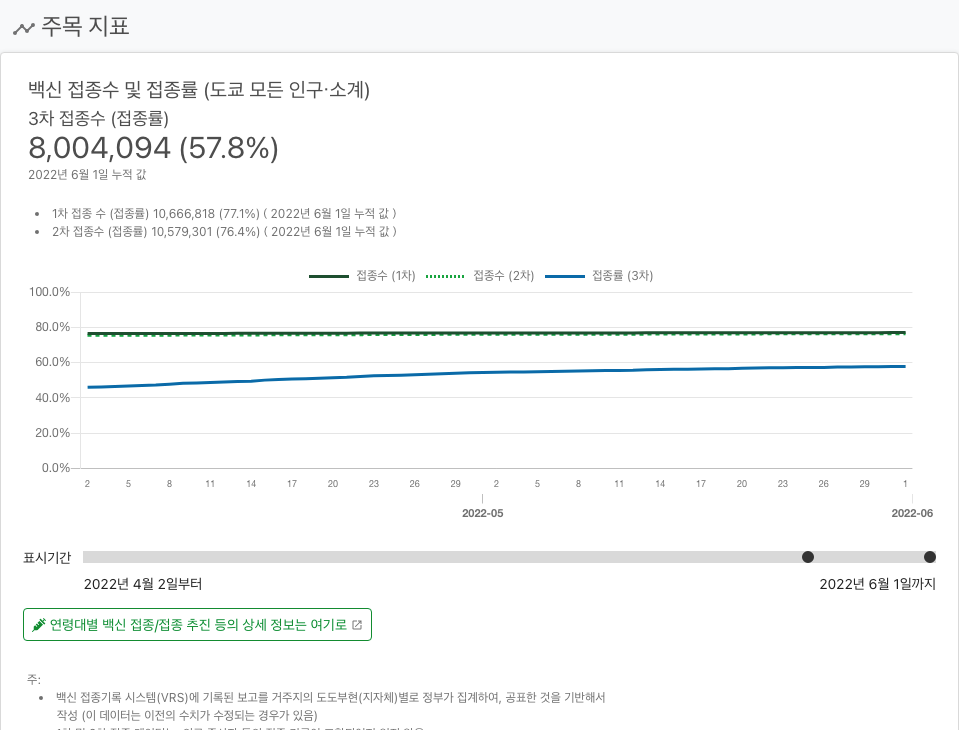 주목 지표
백신 접종수 및 접종률 (도쿄 모든 인구·소계)
3차 접종수 (접종률)
8,004,094 (57.8%)
2022년 6월 1일 누적 값
1차 접종 수 (접종률) 10,666,818 (77.1%) ( 2022년 6월 1일 누적 값 )
2차 접종수 (접종률) 10,579,301 (76.4%) ( 2022년 6월 1일 누적 값 )
접종수 (1차) 접종수 (2차) 접종률 (3차)
100.0%
80.0%
60.0%
40.0%
20.0%
0.0%
2 5 8 11 14 17 20 23 26 29 2 5 8 11 14 17 20 23 26 29 1
2022-05 2022-06
표시기간
2022년 4월 2일부터 2022년 6월 1일까지
연령대별 백신 접종/접종 추진 등의 상세 정보는 여기로
주:
백신 접종기록 시스템(VRS)에 기록된 보고를 거주지의 도도부현(지자체)별로 정부가 집계하여, 공표한 것을 기반해서
작성 (이 데이터는 이전의 수치가 수정되는 경우가 있음)